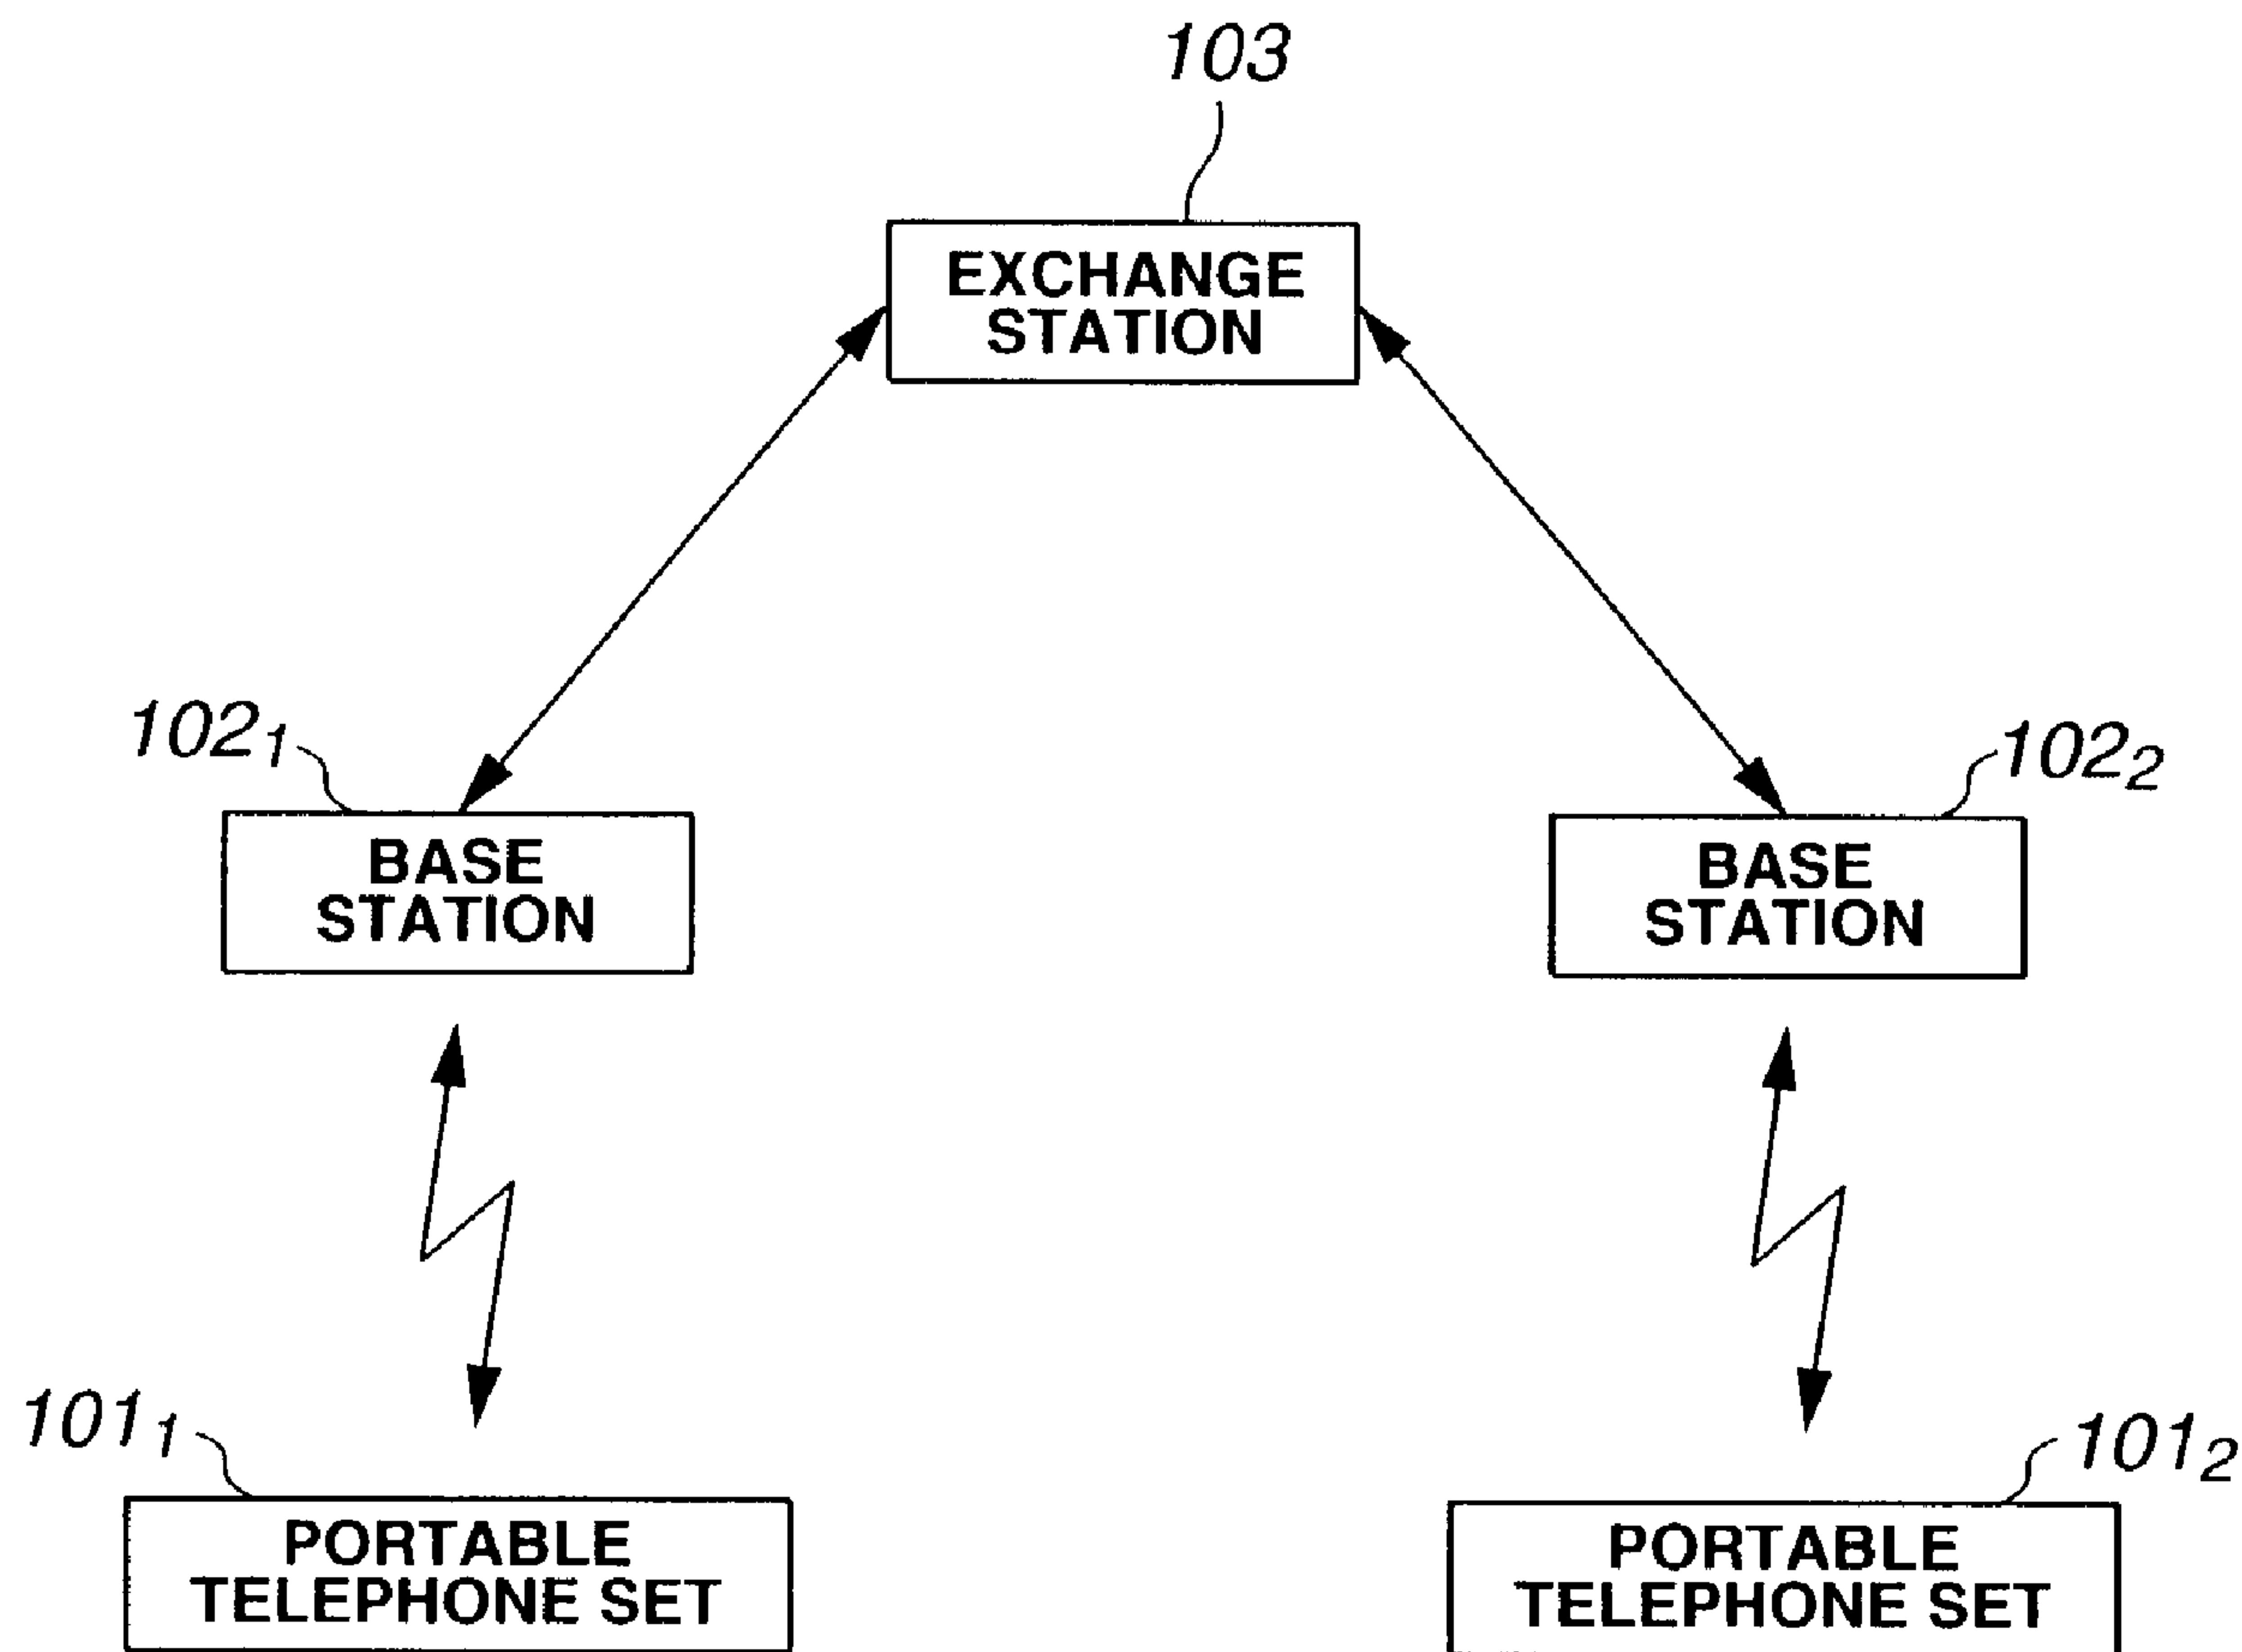 103
EXCHANGE
STATION
102₁
102₂
BASE
STATION
BASE
STATION
101₁
101₂
PORTABLE
TELEPHONE SET
PORTABLE
TELEPHONE SET